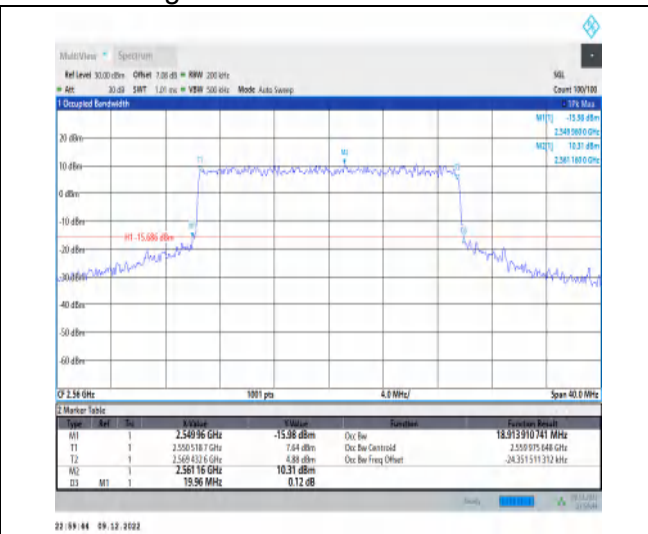 MultiView Spectrum
Ref Level 30.00 dBm Offset 7.08 dB RBW 200 kHz SGL
Att 30 dB SWT 1.01 ms VBW 500 kHz Mode Auto Sweep Count 100/100
1 Occupied Bandwidth 1Pk Max
M1[1] -15.98 dBm
2.549 960 0 GHz
M2[1] 10.31 dBm
2.561 160 0 GHz
20 dBm
M2
T1
10 dBm
0 dBm
-10 dBm
H1 -15.686 dBm
-20 dBm
-30 dBm
-40 dBm
-50 dBm
-60 dBm
CF 2.56 GHz 1001 pts 4.0 MHz/ Span 40.0 MHz
2 Marker Table
Type Ref Trc X-Value Y-Value Function Function Result
M1 1 2.549 96 GHz -15.98 dBm Occ Bw 18.913 910 741 MHz
T1 1 2.550 518 7 GHz 7.64 dBm Occ Bw Centroid 2.559 975 648 GHz
T2 1 2.569 432 6 GHz 4.88 dBm Occ Bw Freq Offset -24.351 511 312 kHz
M2 1 2.561 16 GHz 10.31 dBm
D3 M1 1 19.96 MHz 0.12 dB
Ready
22:59:44 09.12.2022